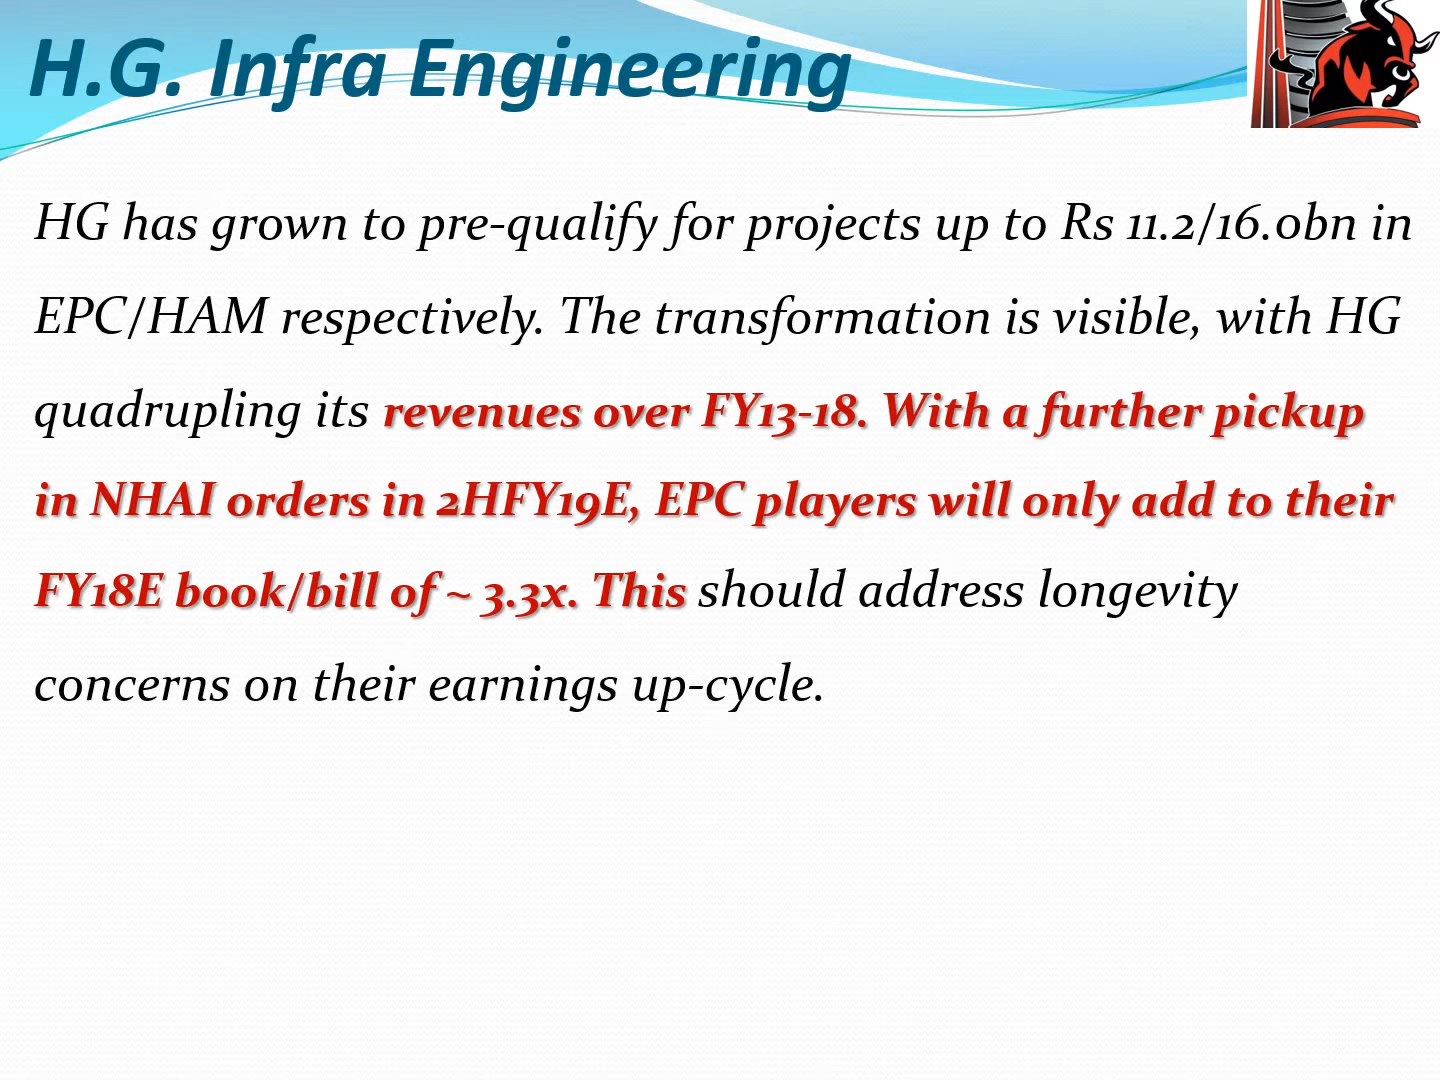 H.G. Infra Engineering
HG has grown to pre-qualify for projects up to Rs 11.2/16.0bn in
EPC/HAM respectively. The transformation is visible, with HG
quadrupling its revenues over FY13-18. With a further pickup
in NHAI orders in 2HFY19E, EPC players will only add to their
FY18E book/bill of ~ 3.3x. This should address longevity
concerns on their earnings up-cycle.